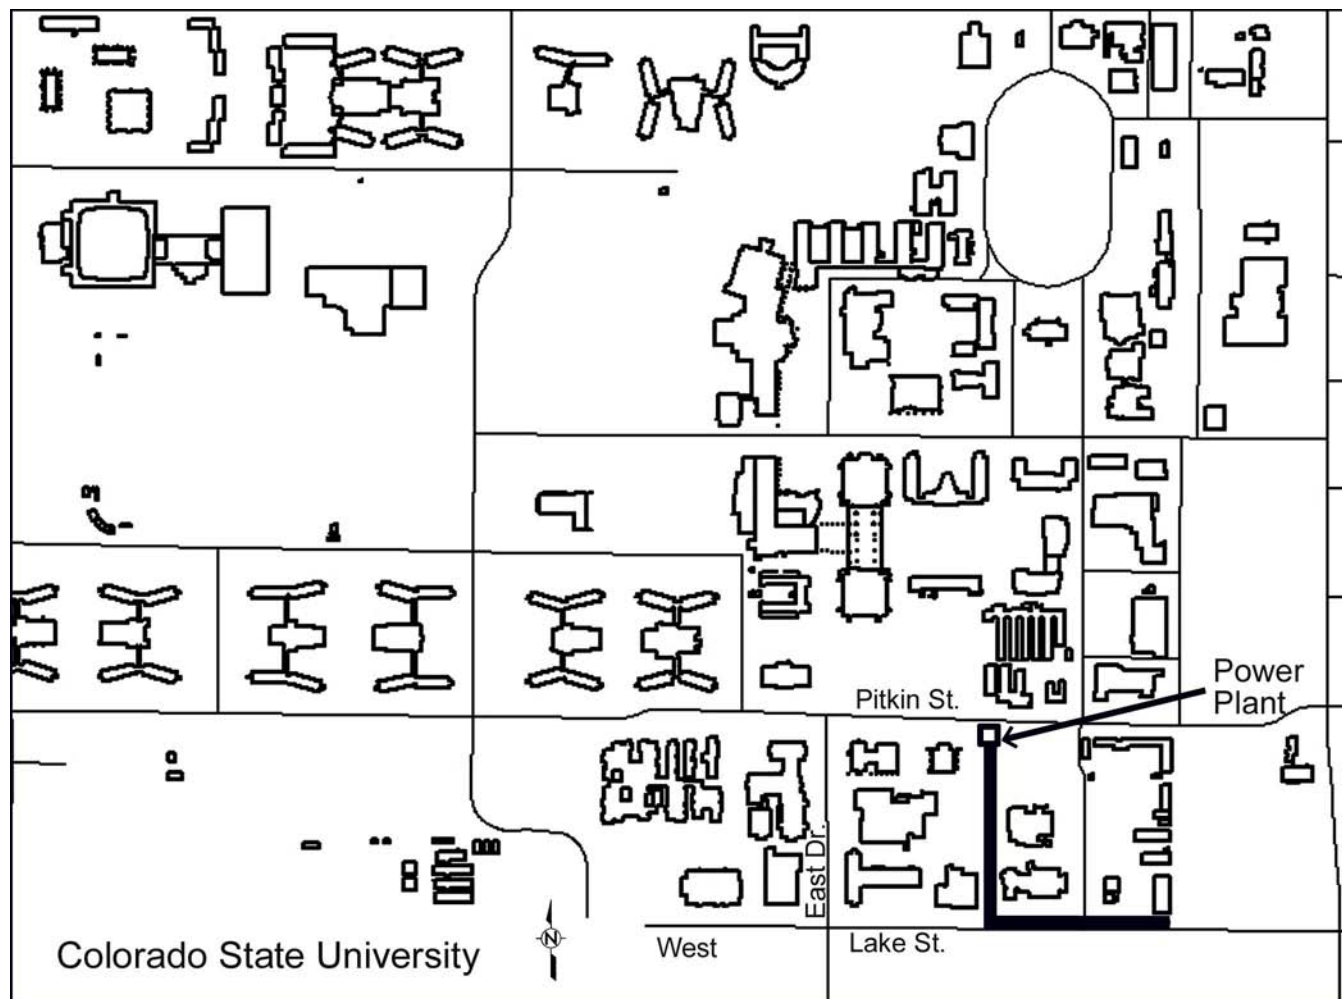 Power
Plant
Pitkin St.
East Dr.
West
Lake St.
N
Colorado State University